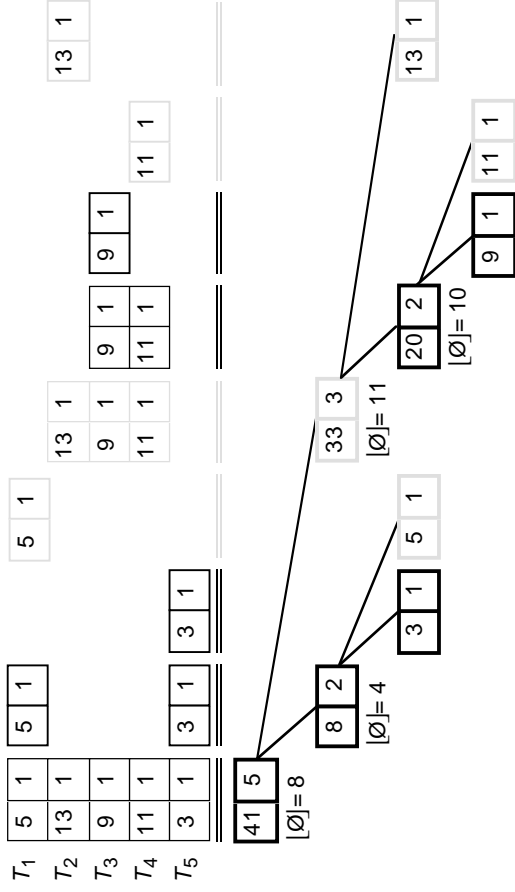 T1 5 1 5 1 5 1
T2 13 1 13 1 13 1
T3 9 1 9 1 9 1 9 1
T4 11 1 11 1 11 1 11 1
T5 3 1 3 1 3 1
41 5
⌊Ø⌋= 8
8 2 33 3
⌊Ø⌋= 4 ⌊Ø⌋= 11
3 1 5 1 20 2 13 1
⌊Ø⌋= 10
9 1 11 1